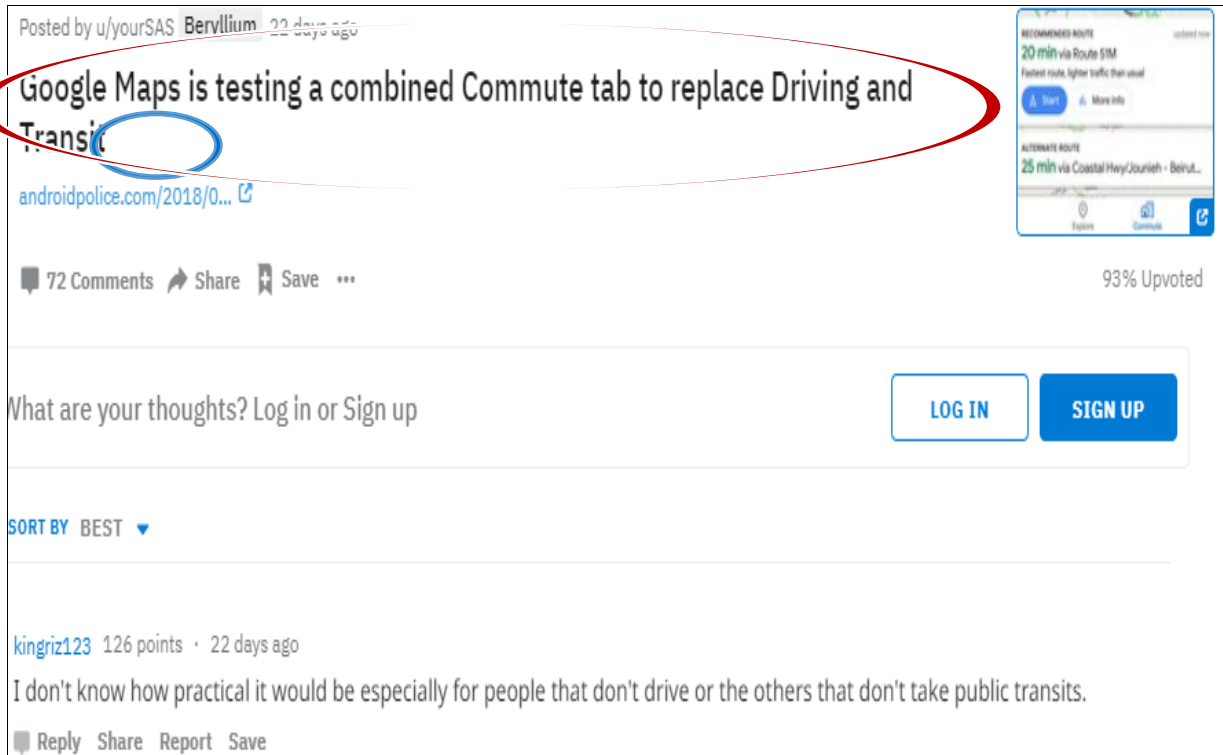 Posted by u/yourSAS Beryllium 22 days ago
Google Maps is testing a combined Commute tab to replace Driving and
Transit
androidpolice.com/2018/0...
RECOMMENDED ROUTE updated now
20 min via Route 51M
Fastest route, lighter traffic than usual
Start More info
ALTERNATE ROUTE
25 min via Coastal Hwy/Jounieh - Beirut...
Explore Commute
72 Comments Share Save ···
93% Upvoted
What are your thoughts? Log in or Sign up
LOG IN SIGN UP
SORT BY BEST
kingriz123 126 points · 22 days ago
I don't know how practical it would be especially for people that don't drive or the others that don't take public transits.
Reply Share Report Save